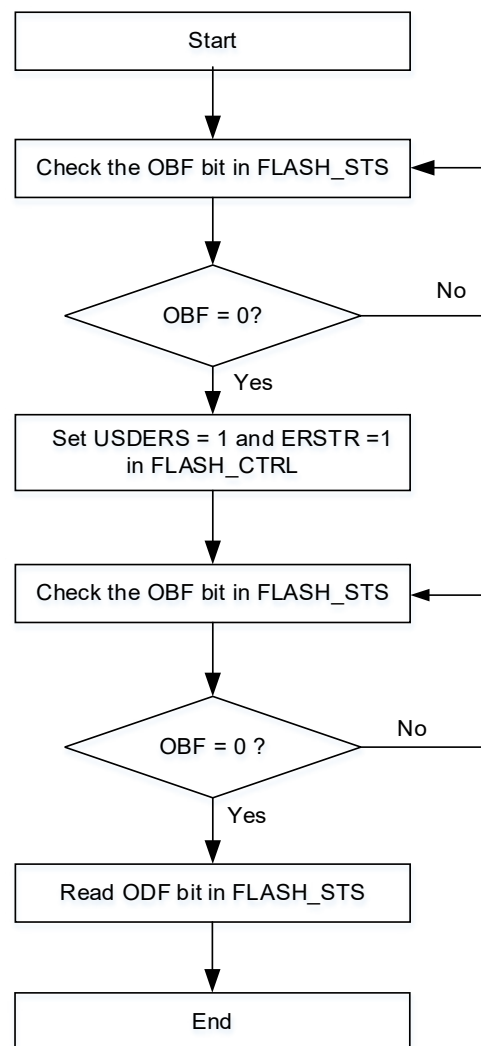 Start
Check the OBF bit in FLASH_STS
OBF = 0?
No
Yes
Set USDERS = 1 and ERSTR =1
in FLASH_CTRL
Check the OBF bit in FLASH_STS
OBF = 0 ?
No
Yes
Read ODF bit in FLASH_STS
End